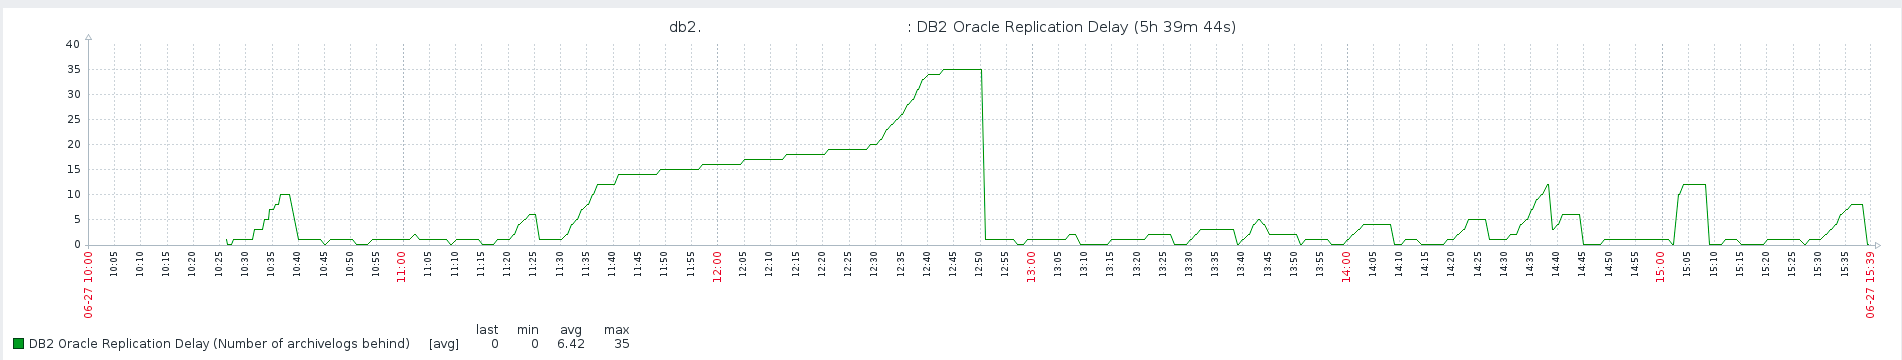 db2. : DB2 Oracle Replication Delay (5h 39m 44s)
40
35
30
25
20
15
10
5
0
06-27 10:00 10:05 10:10 10:15 10:20 10:25 10:30 10:35 10:40 10:45 10:50 10:55 11:00 11:05 11:10 11:15 11:20 11:25 11:30 11:35 11:40 11:45 11:50 11:55 12:00 12:05 12:10 12:15 12:20 12:25 12:30 12:35 12:40 12:45 12:50 12:55 13:00 13:05 13:10 13:15 13:20 13:25 13:30 13:35 13:40 13:45 13:50 13:55 14:00 14:05 14:10 14:15 14:20 14:25 14:30 14:35 14:40 14:45 14:50 14:55 15:00 15:05 15:10 15:15 15:20 15:25 15:30 15:35 06-27 15:39
last min avg max
DB2 Oracle Replication Delay (Number of archivelogs behind) [avg] 0 0 6.42 35